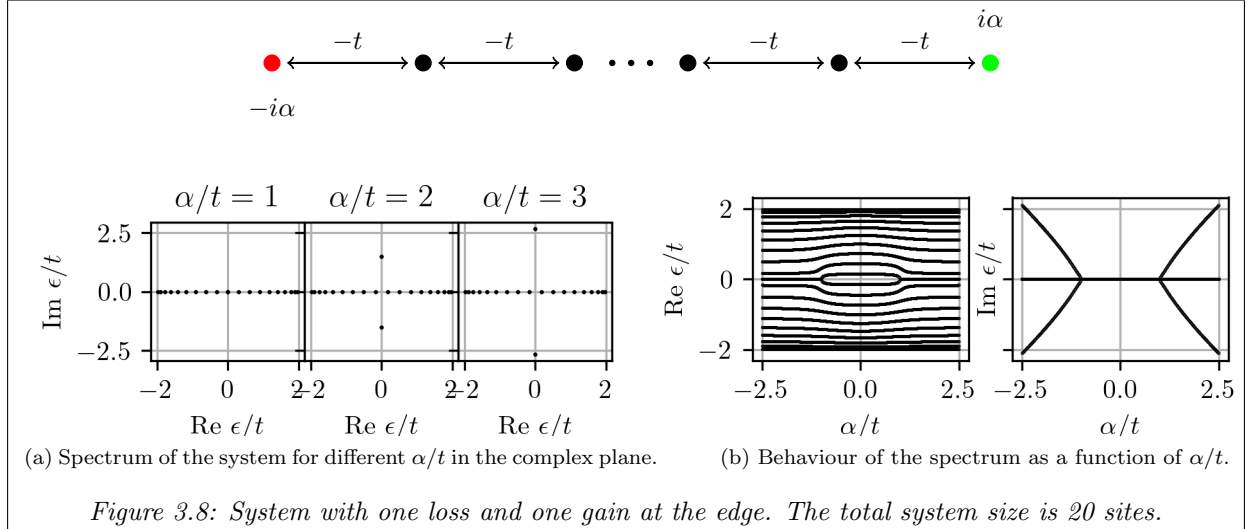 iα
−t −t −t −t
−iα
α/t = 1 α/t = 2 α/t = 3
2.5
0.0
−2.5
Im ϵ/t
−2 0 2 −2 0 2 −2 0 2
Re ϵ/t Re ϵ/t Re ϵ/t
2
0
−2
Re ϵ/t
Im ϵ/t
−2.5 0.0 2.5 −2.5 0.0 2.5
α/t α/t
(a) Spectrum of the system for different α/t in the complex plane.
(b) Behaviour of the spectrum as a function of α/t.
Figure 3.8: System with one loss and one gain at the edge. The total system size is 20 sites.